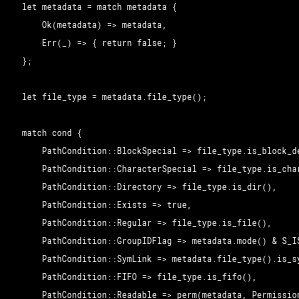 let metadata = match metadata {
Ok(metadata) => metadata,
Err(_) => { return false; }
};
let file_type = metadata.file_type();
match cond {
PathCondition::BlockSpecial => file_type.is_block_de
PathCondition::CharacterSpecial => file_type.is_char
PathCondition::Directory => file_type.is_dir(),
PathCondition::Exists => true,
PathCondition::Regular => file_type.is_file(),
PathCondition::GroupIDFlag => metadata.mode() & S_IS
PathCondition::SymLink => metadata.file_type().is_sy
PathCondition::FIFO => file_type.is_fifo(),
PathCondition::Readable => perm(metadata, Permission